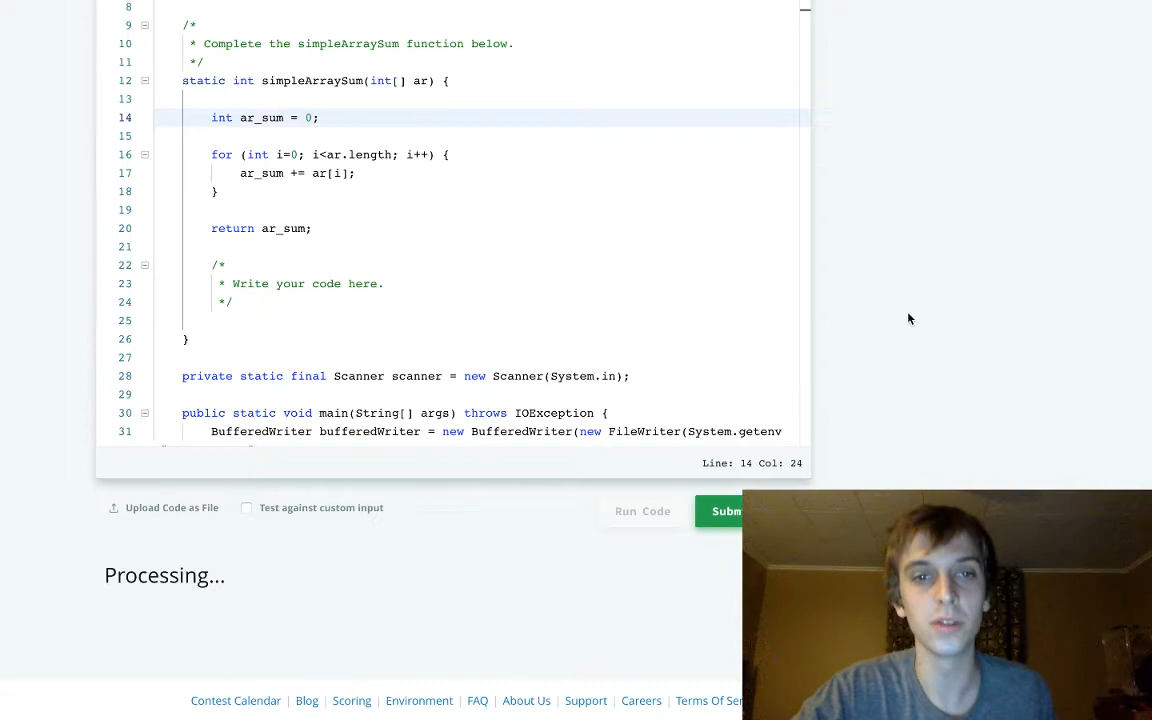 8
9 /*
10 * Complete the simpleArraySum function below.
11 */
12 static int simpleArraySum(int[] ar) {
13
14 int ar_sum = 0;
15
16 for (int i=0; i<ar.length; i++) {
17 ar_sum += ar[i];
18 }
19
20 return ar_sum;
21
22 /*
23 * Write your code here.
24 */
25
26 }
27
28 private static final Scanner scanner = new Scanner(System.in);
29
30 public static void main(String[] args) throws IOException {
31 BufferedWriter bufferedWriter = new BufferedWriter(new FileWriter(System.getenv
Line: 14 Col: 24
Upload Code as File Test against custom input Run Code Subm
Processing...
Contest Calendar | Blog | Scoring | Environment | FAQ | About Us | Support | Careers | Terms Of Ser